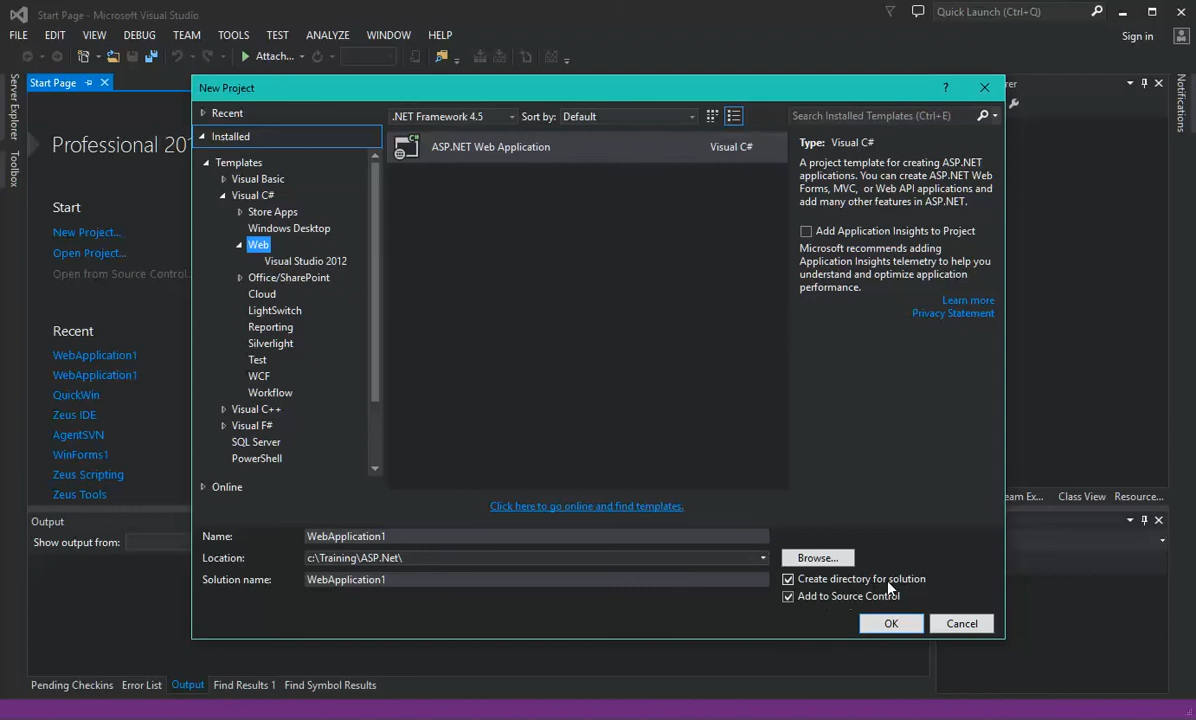 Start Page - Microsoft Visual Studio
Quick Launch (Ctrl+Q)
FILE EDIT VIEW DEBUG TEAM TOOLS TEST ANALYZE WINDOW HELP
Sign in
Attach...
Server Explorer
Toolbox
Notifications
Start Page
Professional 20
Start
New Project...
Open Project...
Open from Source Control...
Recent
WebApplication1
WebApplication1
QuickWin
Zeus IDE
AgentSVN
WinForms1
Zeus Scripting
Zeus Tools
New Project
?
Recent
Installed
Templates
Visual Basic
Visual C#
Store Apps
Windows Desktop
Web
Visual Studio 2012
Office/SharePoint
Cloud
LightSwitch
Reporting
Silverlight
Test
WCF
Workflow
Visual C++
Visual F#
SQL Server
PowerShell
Online
.NET Framework 4.5
Sort by: Default
Search Installed Templates (Ctrl+E)
C#
ASP.NET Web Application Visual C#
Click here to go online and find templates.
Type: Visual C#
A project template for creating ASP.NET
applications. You can create ASP.NET Web
Forms, MVC, or Web API applications and
add many other features in ASP.NET.
Add Application Insights to Project
Microsoft recommends adding
Application Insights telemetry to help you
understand and optimize application
performance.
Learn more
Privacy Statement
Name: WebApplication1
Location: c:\Training\ASP.Net\
Browse...
Solution name: WebApplication1
Create directory for solution
Add to Source Control
OK Cancel
rer
eam Ex... Class View Resource...
Output
Show output from:
Pending Checkins Error List Output Find Results 1 Find Symbol Results